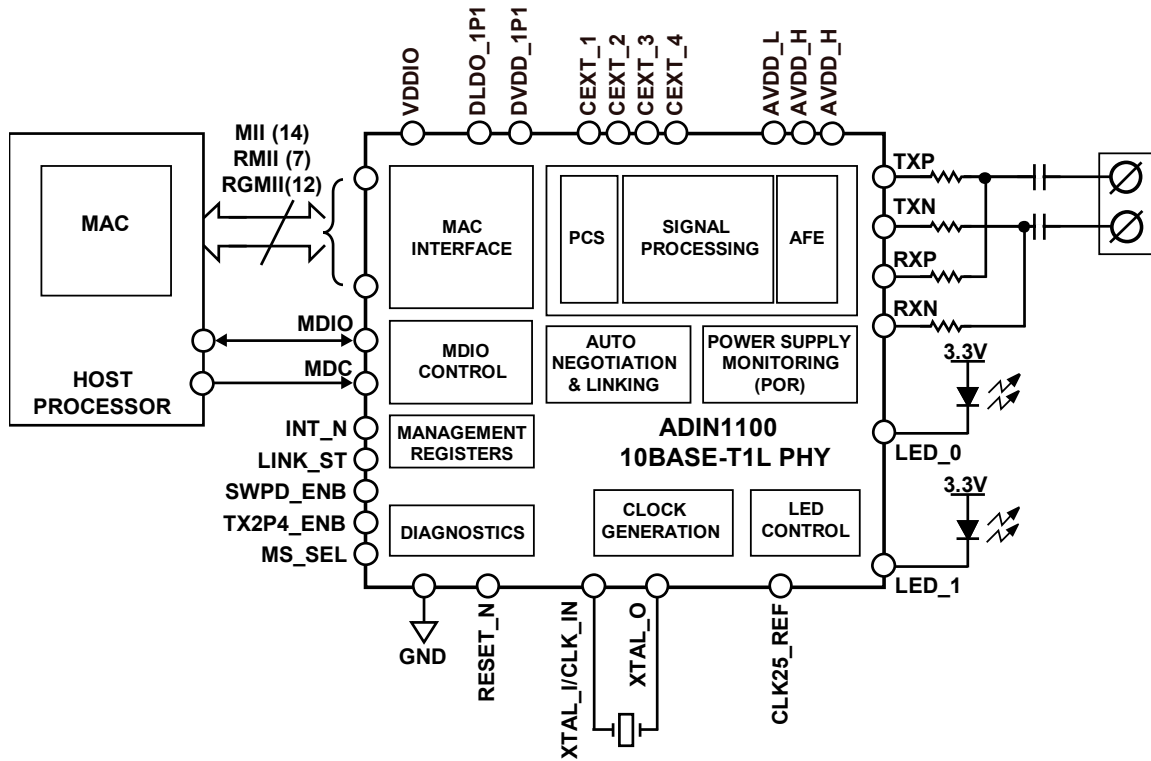 VDDIO
DLDO_1P1
DVDD_1P1
CEXT_1
CEXT_2
CEXT_3
CEXT_4
AVDD_L
AVDD_H
AVDD_H
MII (14)
RMII (7)
RGMII(12)
MAC
HOST
PROCESSOR
MDIO
MDC
INT_N
LINK_ST
SWPD_ENB
TX2P4_ENB
MS_SEL
MAC
INTERFACE
PCS
SIGNAL
PROCESSING
AFE
MDIO
CONTROL
AUTO
NEGOTIATION
& LINKING
POWER SUPPLY
MONITORING
(POR)
MANAGEMENT
REGISTERS
ADIN1100
10BASE-T1L PHY
DIAGNOSTICS
CLOCK
GENERATION
LED
CONTROL
TXP
TXN
RXP
RXN
3.3V
LED_0
3.3V
LED_1
GND
RESET_N
XTAL_I/CLK_IN
XTAL_O
CLK25_REF